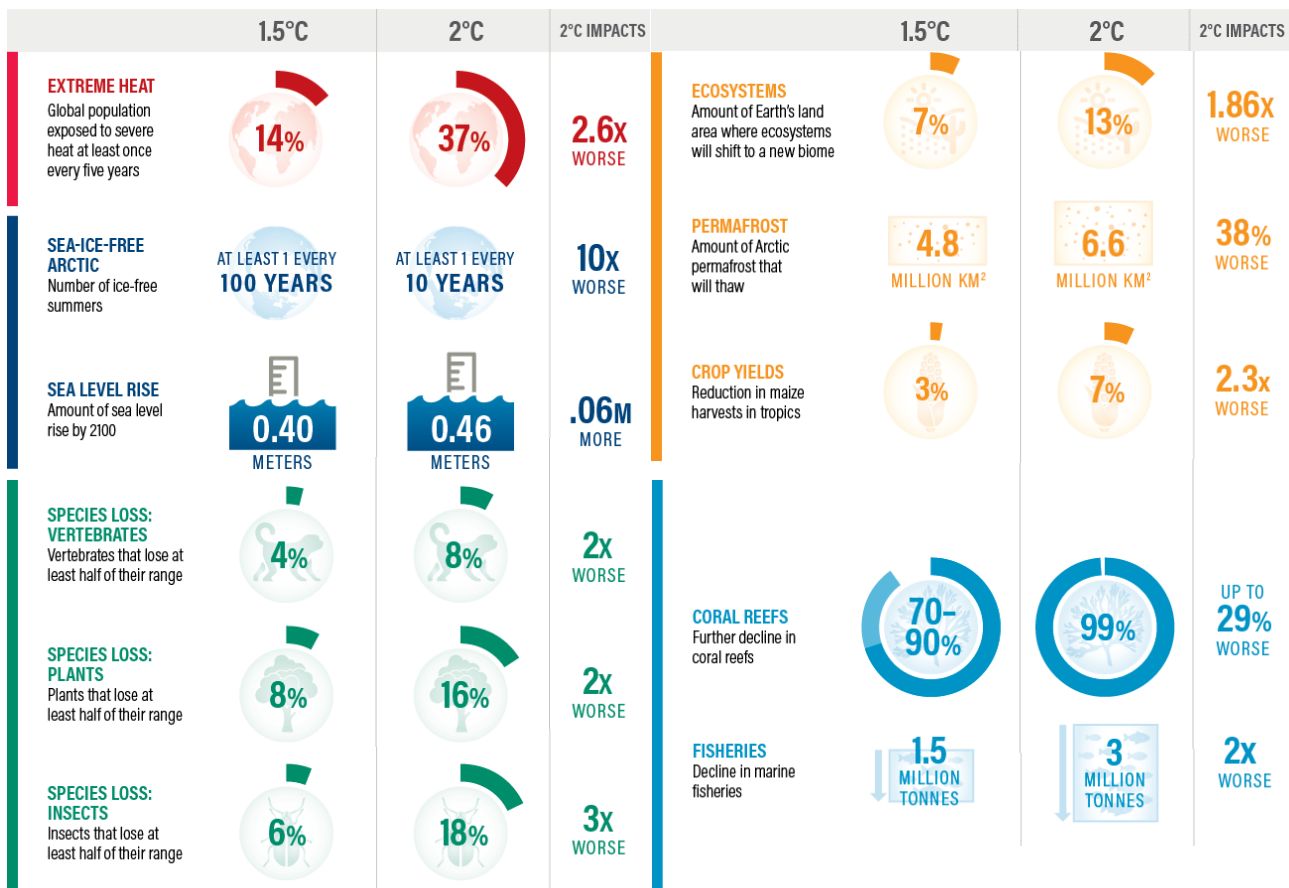 1.5°C
2°C
2°C IMPACTS
EXTREME HEAT
Global population
exposed to severe
heat at least once
every five years
14%
37%
2.6X
WORSE
SEA-ICE-FREE
ARCTIC
Number of ice-free
summers
AT LEAST 1 EVERY
100 YEARS
AT LEAST 1 EVERY
10 YEARS
10X
WORSE
SEA LEVEL RISE
Amount of sea level
rise by 2100
0.40
METERS
0.46
METERS
.06M
MORE
SPECIES LOSS:
VERTEBRATES
Vertebrates that lose at
least half of their range
4%
8%
2X
WORSE
SPECIES LOSS:
PLANTS
Plants that lose at
least half of their range
8%
16%
2X
WORSE
SPECIES LOSS:
INSECTS
Insects that lose at
least half of their range
6%
18%
3X
WORSE
1.5°C
2°C
2°C IMPACTS
ECOSYSTEMS
Amount of Earth's land
area where ecosystems
will shift to a new biome
7%
13%
1.86X
WORSE
PERMAFROST
Amount of Arctic
permafrost that
will thaw
4.8
MILLION KM²
6.6
MILLION KM²
38%
WORSE
CROP YIELDS
Reduction in maize
harvests in tropics
3%
7%
2.3X
WORSE
CORAL REEFS
Further decline in
coral reefs
70–
90%
99%
UP TO
29%
WORSE
FISHERIES
Decline in marine
fisheries
1.5
MILLION
TONNES
3
MILLION
TONNES
2X
WORSE